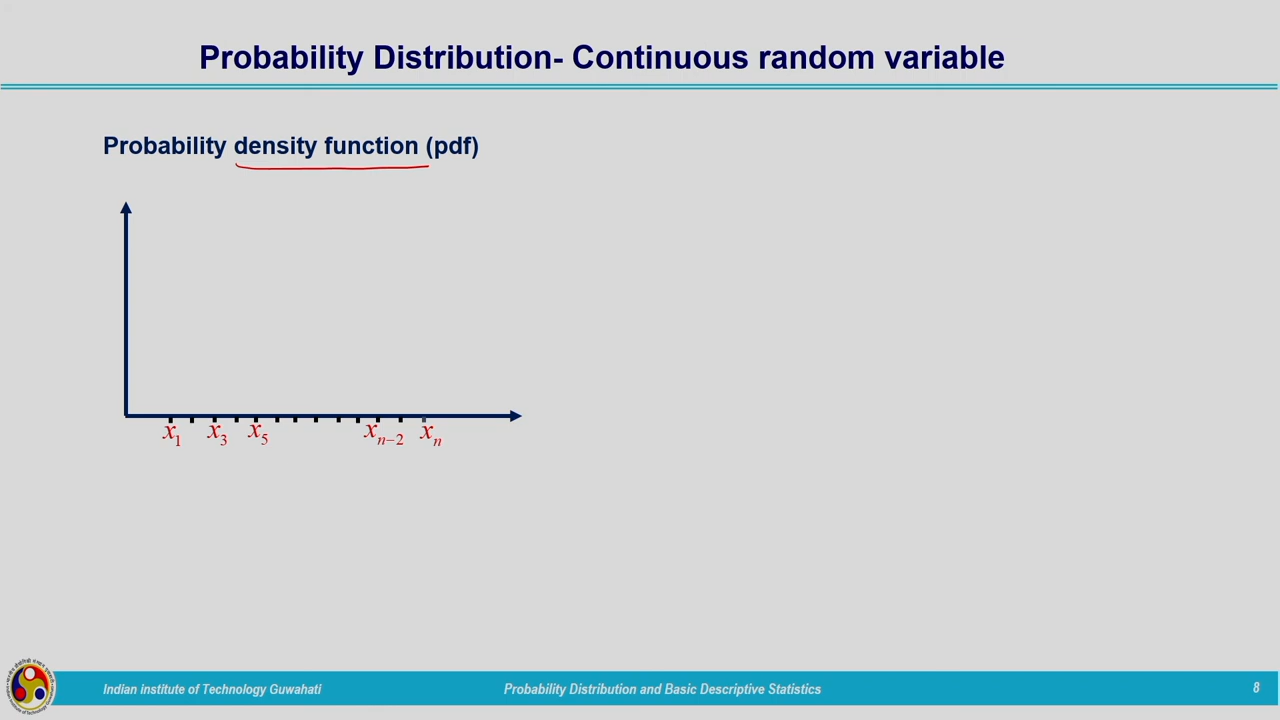 Probability Distribution- Continuous random variable
Probability density function (pdf)
x1 x3 x5 xn−2 xn
Indian institute of Technology Guwahati Probability Distribution and Basic Descriptive Statistics 8